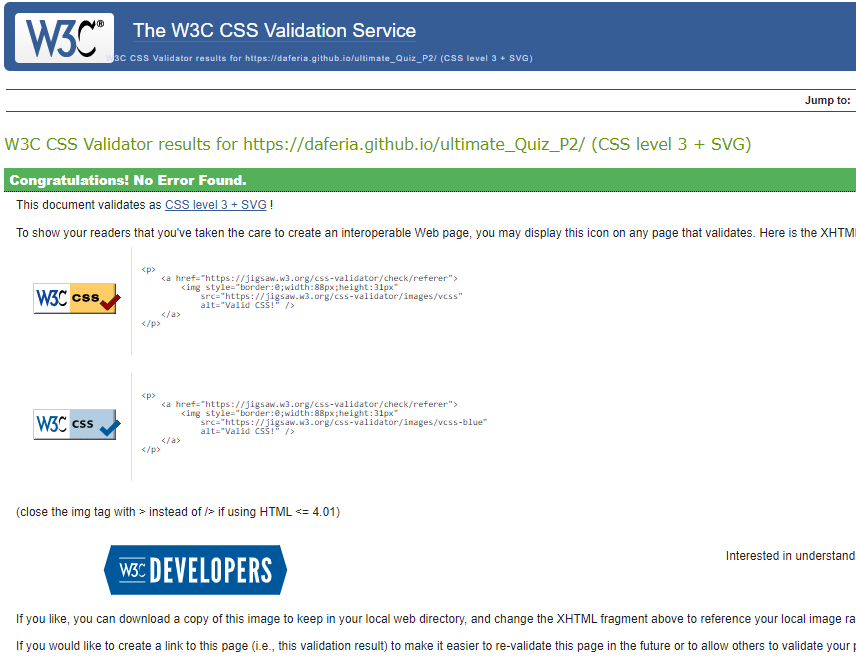 W3C®
The W3C CSS Validation Service
W3C CSS Validator results for https://daferia.github.io/ultimate_Quiz_P2/ (CSS level 3 + SVG)
Jump to:
W3C CSS Validator results for https://daferia.github.io/ultimate_Quiz_P2/ (CSS level 3 + SVG)
Congratulations! No Error Found.
This document validates as CSS level 3 + SVG !
To show your readers that you've taken the care to create an interoperable Web page, you may display this icon on any page that validates. Here is the XHTML
W3C css
<p>
    <a href="https://jigsaw.w3.org/css-validator/check/referer">
        <img style="border:0;width:88px;height:31px"
            src="https://jigsaw.w3.org/css-validator/images/vcss"
            alt="Valid CSS!" />
    </a>
</p>
W3C css
<p>
    <a href="https://jigsaw.w3.org/css-validator/check/referer">
        <img style="border:0;width:88px;height:31px"
            src="https://jigsaw.w3.org/css-validator/images/vcss-blue"
            alt="Valid CSS!" />
    </a>
</p>
(close the img tag with > instead of /> if using HTML <= 4.01)
W3C DEVELOPERS
Interested in understand
If you like, you can download a copy of this image to keep in your local web directory, and change the XHTML fragment above to reference your local image ra
If you would like to create a link to this page (i.e., this validation result) to make it easier to re-validate this page in the future or to allow others to validate your p